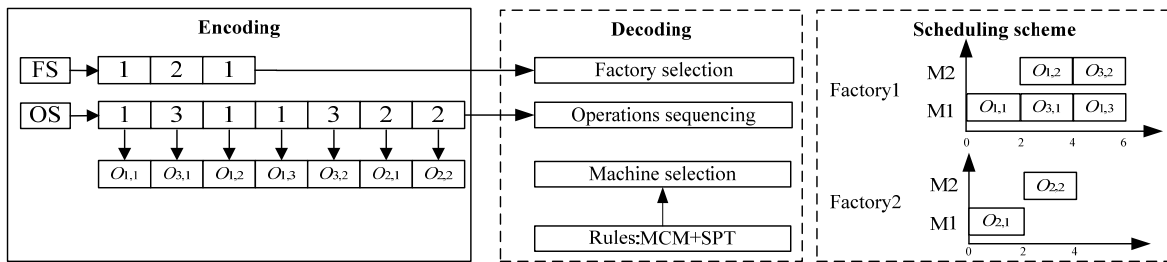 Encoding
FS 1 2 1
OS 1 3 1 1 3 2 2
O1,1 O3,1 O1,2 O1,3 O3,2 O2,1 O2,2
Decoding
Factory selection
Operations sequencing
Machine selection
Rules:MCM+SPT
Scheduling scheme
Factory1
M2 O1,2 O3,2
M1 O1,1 O3,1 O1,3
0 2 4 6
Factory2
M2 O2,2
M1 O2,1
0 2 4